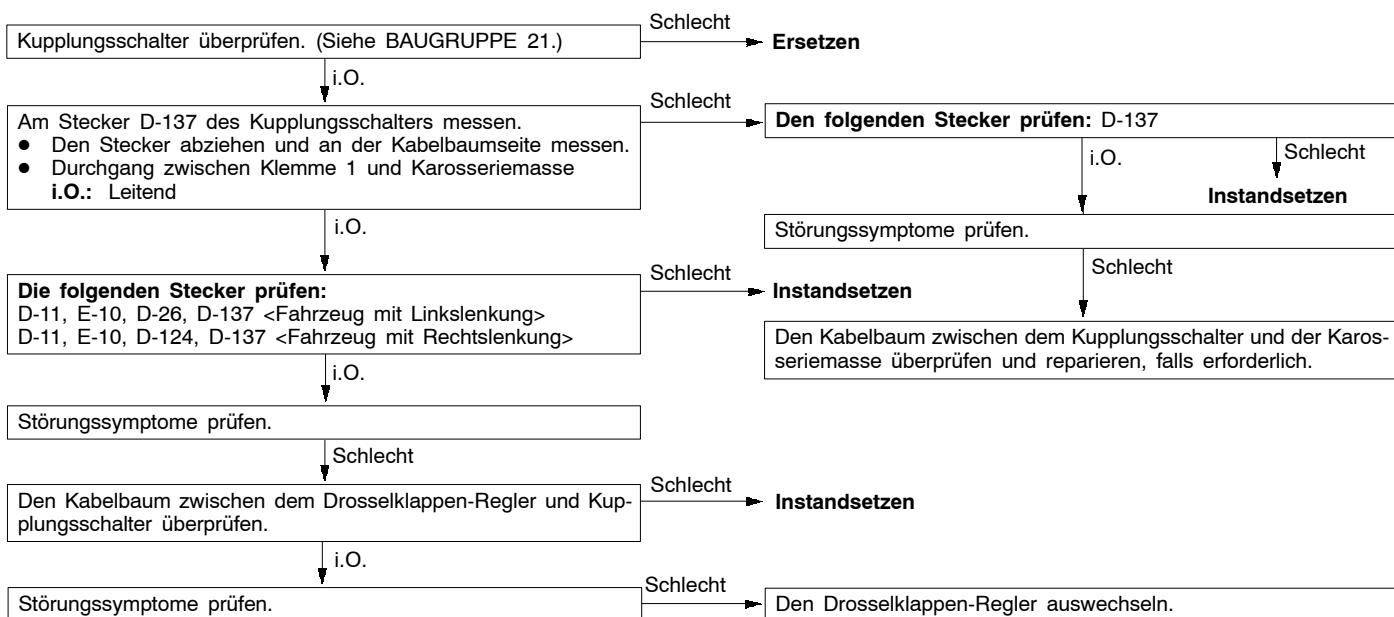 Kupplungsschalter überprüfen. (Siehe BAUGRUPPE 21.)
Schlecht
Ersetzen
i.O.
Am Stecker D-137 des Kupplungsschalters messen.
● Den Stecker abziehen und an der Kabelbaumseite messen.
● Durchgang zwischen Klemme 1 und Karosseriemasse
i.O.: Leitend
Schlecht
Den folgenden Stecker prüfen: D-137
i.O.
Schlecht
Instandsetzen
Störungssymptome prüfen.
Schlecht
Den Kabelbaum zwischen dem Kupplungsschalter und der Karos-
seriemasse überprüfen und reparieren, falls erforderlich.
i.O.
Die folgenden Stecker prüfen:
D-11, E-10, D-26, D-137 <Fahrzeug mit Linkslenkung>
D-11, E-10, D-124, D-137 <Fahrzeug mit Rechtslenkung>
Schlecht
Instandsetzen
i.O.
Störungssymptome prüfen.
Schlecht
Den Kabelbaum zwischen dem Drosselklappen-Regler und Kup-
plungsschalter überprüfen.
Schlecht
Instandsetzen
i.O.
Störungssymptome prüfen.
Schlecht
Den Drosselklappen-Regler auswechseln.